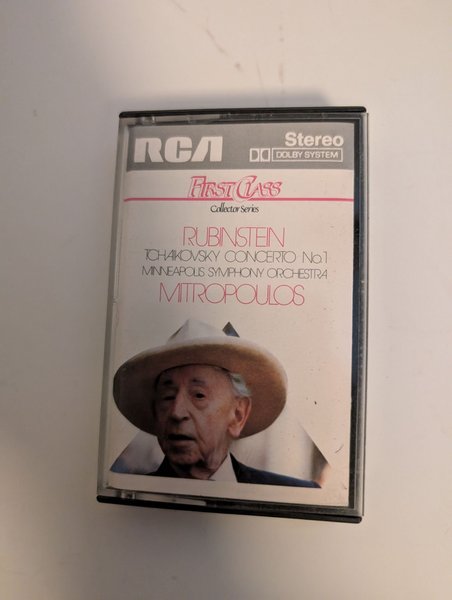 RCA
Stereo
DOLBY SYSTEM
FIRST CLASS
Collector Series
RUBINSTEIN
TCHAIKOVSKY CONCERTO No.1
MINNEAPOLIS SYMPHONY ORCHESTRA
MITROPOULOS